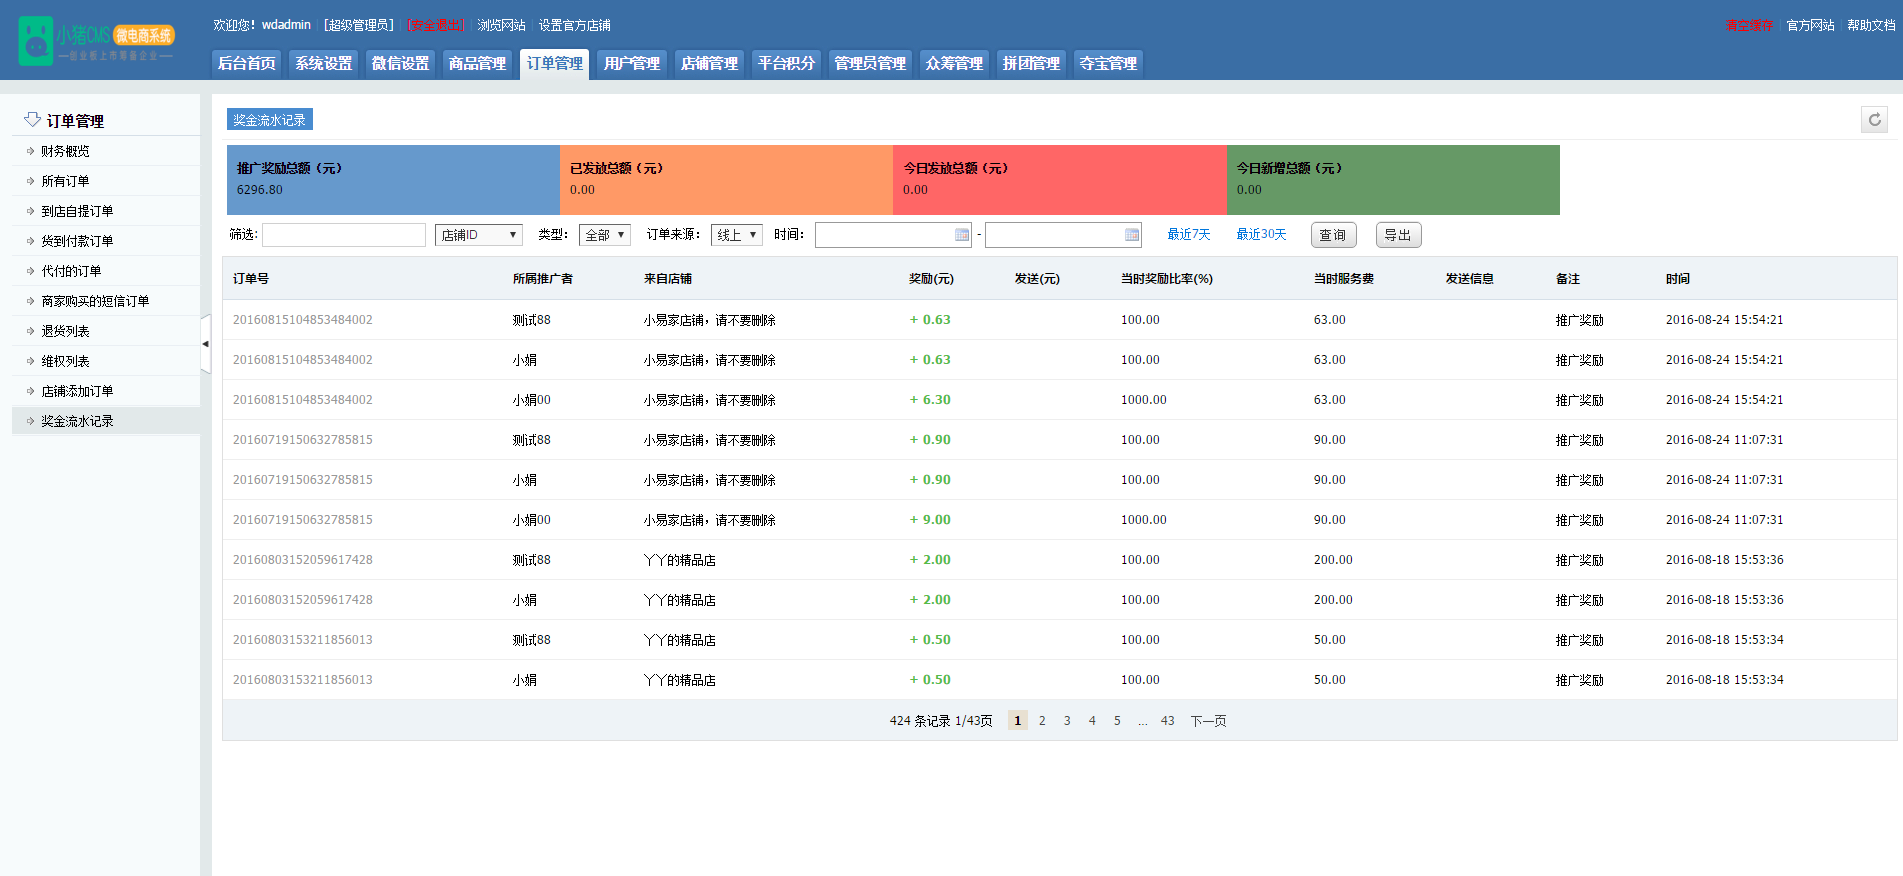 小猪CMS 微电商系统
欢迎您！wdadmin [超级管理员] [安全退出] 浏览网站 设置官方店铺
清空缓存 官方网站 帮助文档
后台首页 系统设置 微信设置 商品管理 订单管理 用户管理 店铺管理 平台积分 管理员管理 众筹管理 拼团管理 夺宝管理
订单管理
财务概览
所有订单
到店自提订单
货到付款订单
代付的订单
商家购买的短信订单
退货列表
维权列表
店铺添加订单
奖金流水记录
奖金流水记录
推广奖励总额（元） 已发放总额（元） 今日发放总额（元） 今日新增总额（元）
6296.80 0.00 0.00 0.00
筛选: 店铺ID 类型: 全部 订单来源: 线上 时间: - 最近7天 最近30天 查询 导出
订单号 所属推广者 来自店铺 奖励(元) 发送(元) 当时奖励比率(%) 当时服务费 发送信息 备注 时间
20160815104853484002 测试88 小易家店铺，请不要删除 + 0.63 100.00 63.00 推广奖励 2016-08-24 15:54:21
20160815104853484002 小娟 小易家店铺，请不要删除 + 0.63 100.00 63.00 推广奖励 2016-08-24 15:54:21
20160815104853484002 小娟00 小易家店铺，请不要删除 + 6.30 1000.00 63.00 推广奖励 2016-08-24 15:54:21
20160719150632785815 测试88 小易家店铺，请不要删除 + 0.90 100.00 90.00 推广奖励 2016-08-24 11:07:31
20160719150632785815 小娟 小易家店铺，请不要删除 + 0.90 100.00 90.00 推广奖励 2016-08-24 11:07:31
20160719150632785815 小娟00 小易家店铺，请不要删除 + 9.00 1000.00 90.00 推广奖励 2016-08-24 11:07:31
20160803152059617428 测试88 丫丫的精品店 + 2.00 100.00 200.00 推广奖励 2016-08-18 15:53:36
20160803152059617428 小娟 丫丫的精品店 + 2.00 100.00 200.00 推广奖励 2016-08-18 15:53:36
20160803153211856013 测试88 丫丫的精品店 + 0.50 100.00 50.00 推广奖励 2016-08-18 15:53:34
20160803153211856013 小娟 丫丫的精品店 + 0.50 100.00 50.00 推广奖励 2016-08-18 15:53:34
424 条记录 1/43页 1 2 3 4 5 ... 43 下一页